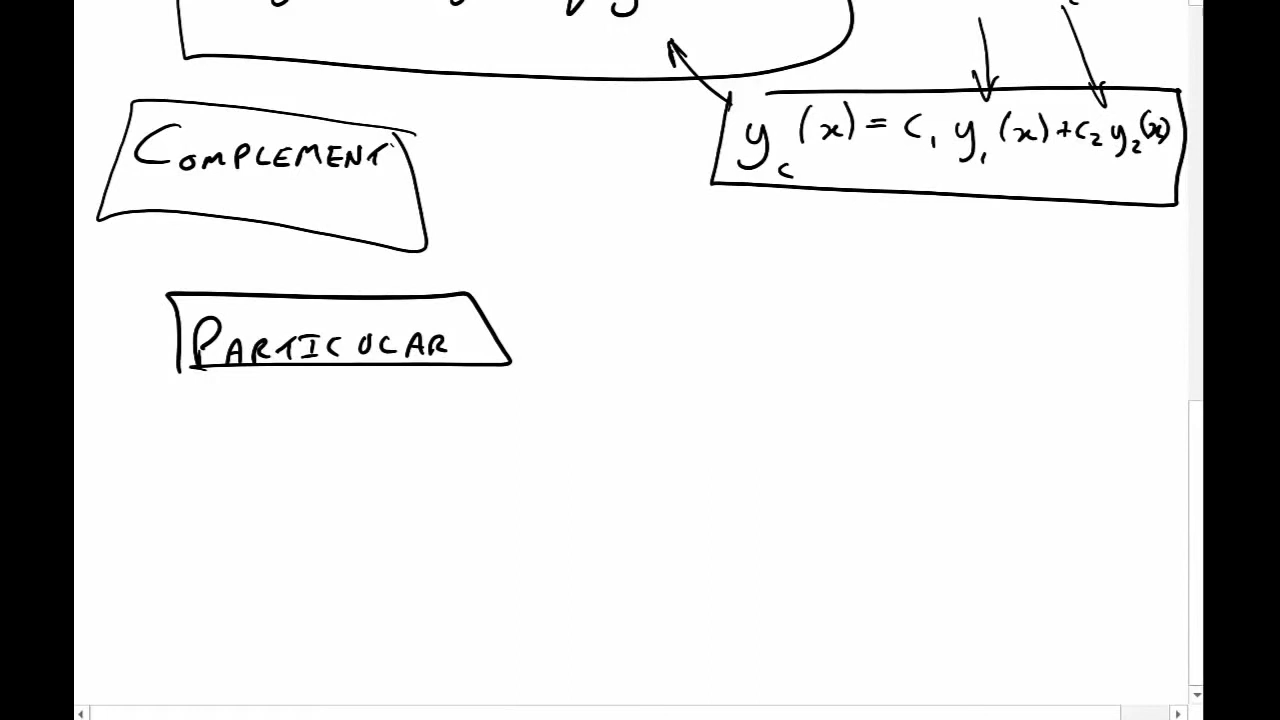 y_c(x) = c_1 y_1(x) + c_2 y_2(x)
COMPLEMENT
PARTICULAR